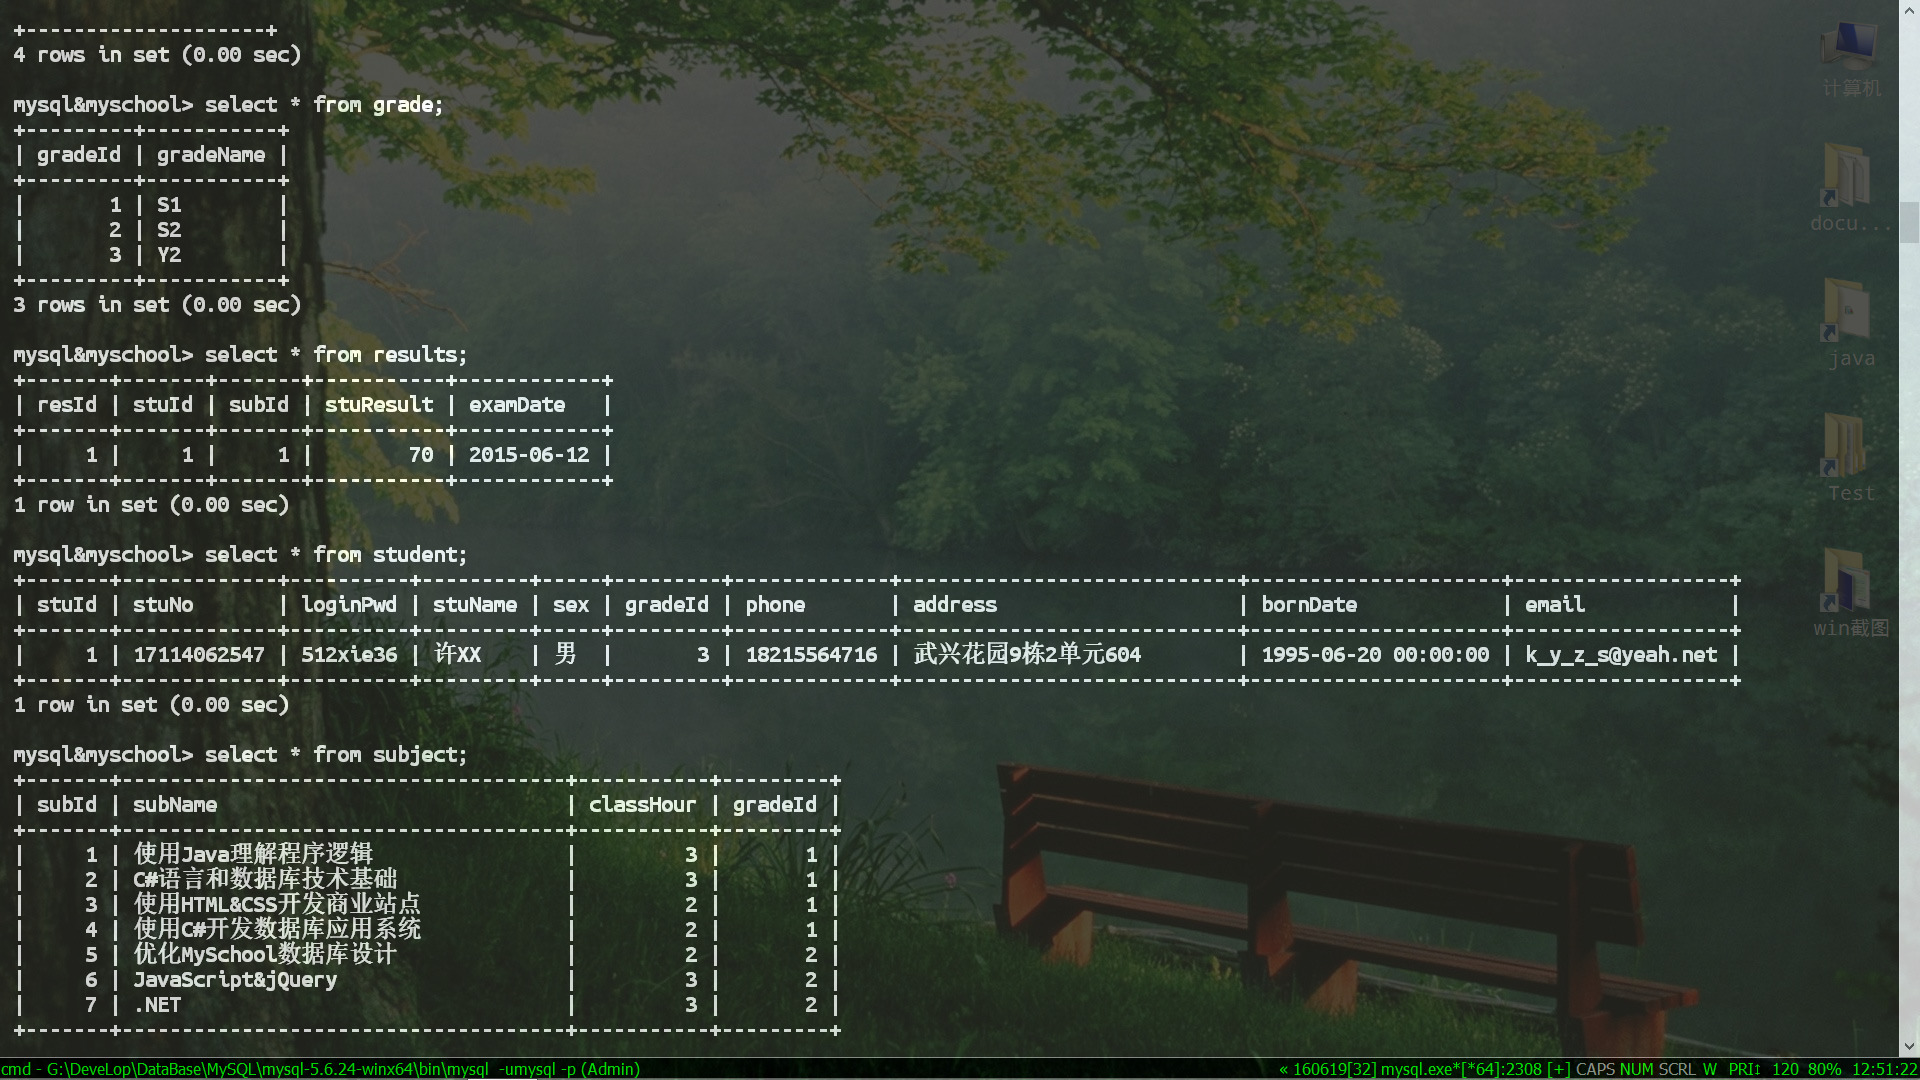 +--------------------+
4 rows in set (0.00 sec)
mysql&myschool> select * from grade;
+---------+-----------+
| gradeId | gradeName |
+---------+-----------+
|       1 | S1        |
|       2 | S2        |
|       3 | Y2        |
+---------+-----------+
3 rows in set (0.00 sec)
mysql&myschool> select * from results;
+-------+-------+-------+-----------+------------+
| resId | stuId | subId | stuResult | examDate   |
+-------+-------+-------+-----------+------------+
|     1 |     1 |     1 |        70 | 2015-06-12 |
+-------+-------+-------+-----------+------------+
1 row in set (0.00 sec)
mysql&myschool> select * from student;
+-------+-------------+----------+---------+-----+---------+-------------+----------------------------+---------------------+------------------+
| stuId | stuNo       | loginPwd | stuName | sex | gradeId | phone       | address                    | bornDate            | email            |
+-------+-------------+----------+---------+-----+---------+-------------+----------------------------+---------------------+------------------+
|     1 | 17114062547 | 512xie36 | 许XX    | 男  |       3 | 18215564716 | 武兴花园9栋2单元604        | 1995-06-20 00:00:00 | k_y_z_s@yeah.net |
+-------+-------------+----------+---------+-----+---------+-------------+----------------------------+---------------------+------------------+
1 row in set (0.00 sec)
mysql&myschool> select * from subject;
+-------+-------------------------------------+-----------+---------+
| subId | subName                             | classHour | gradeId |
+-------+-------------------------------------+-----------+---------+
|     1 | 使用Java理解程序逻辑                |         3 |       1 |
|     2 | C#语言和数据库技术基础              |         3 |       1 |
|     3 | 使用HTML&CSS开发商业站点            |         2 |       1 |
|     4 | 使用C#开发数据库应用系统            |         2 |       1 |
|     5 | 优化MySchool数据库设计              |         2 |       2 |
|     6 | JavaScript&jQuery                   |         3 |       2 |
|     7 | .NET                                |         3 |       2 |
+-------+-------------------------------------+-----------+---------+
计算机
docu...
java
Test
win截图
cmd - G:\DeveLop\DataBase\MySQL\mysql-5.6.24-winx64\bin\mysql  -umysql -p (Admin)
« 160619[32] mysql.exe*[*64]:2308 [+] CAPS NUM SCRL W PRI↕ 120 80% 12:51:22